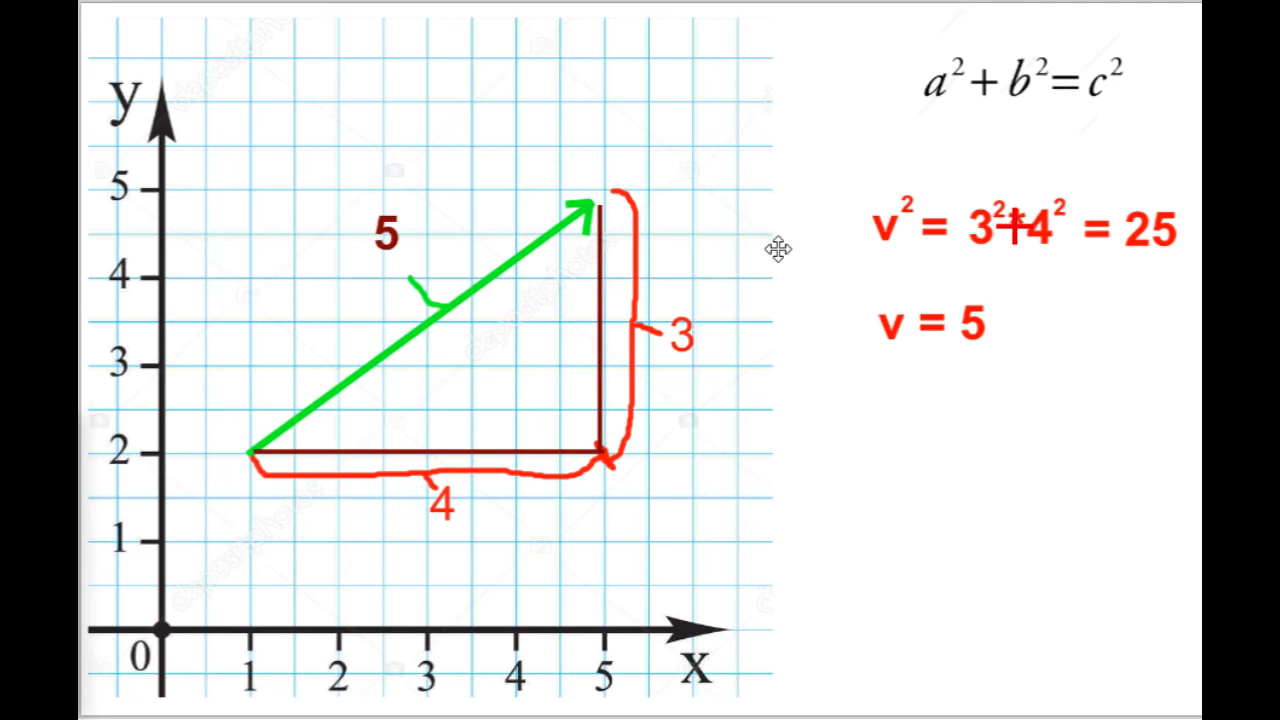 y
a² + b² = c²
5
5
v² = 3² + 4² = 25
4
3
3
v = 5
2
4
1
0
1 2 3 4 5 x
depositphotos